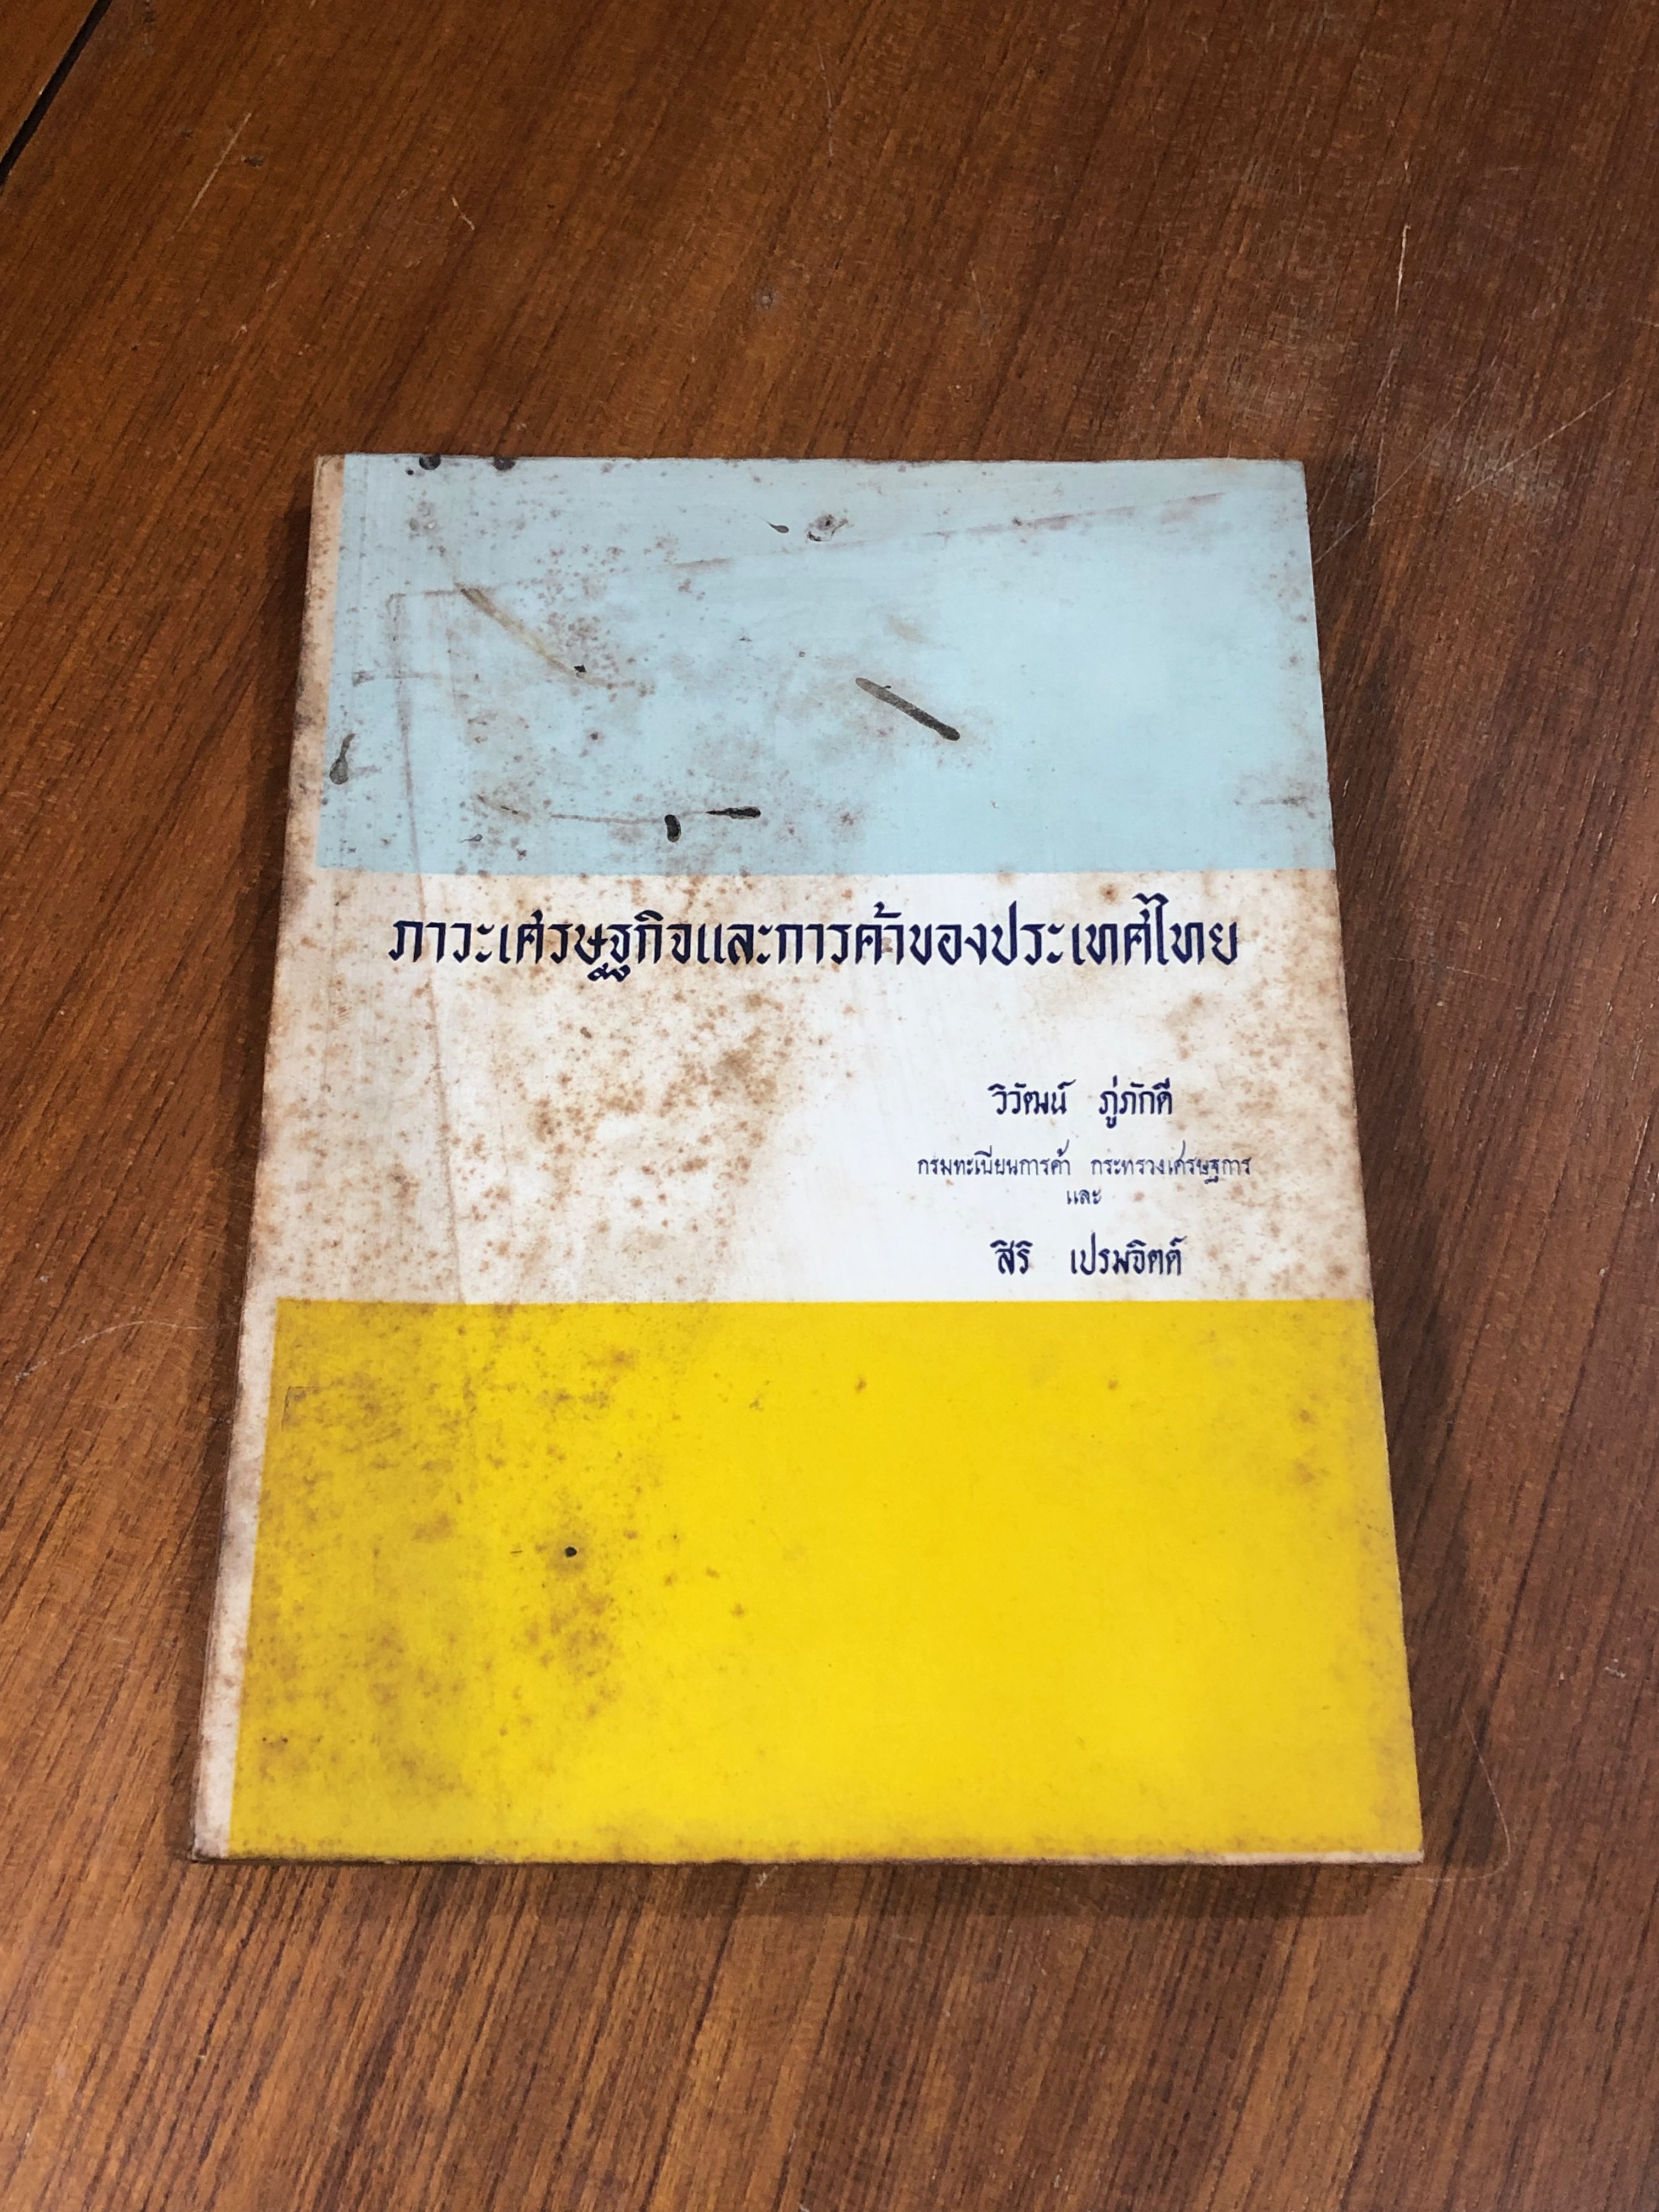 ภาวะเศรษฐกิจและการค้าของประเทศไทย
วิวัฒน์ ภู่ภักดี
กรมทะเบียนการค้า กระทรวงเศรษฐการ
และ
สิริ เปรมจิตต์